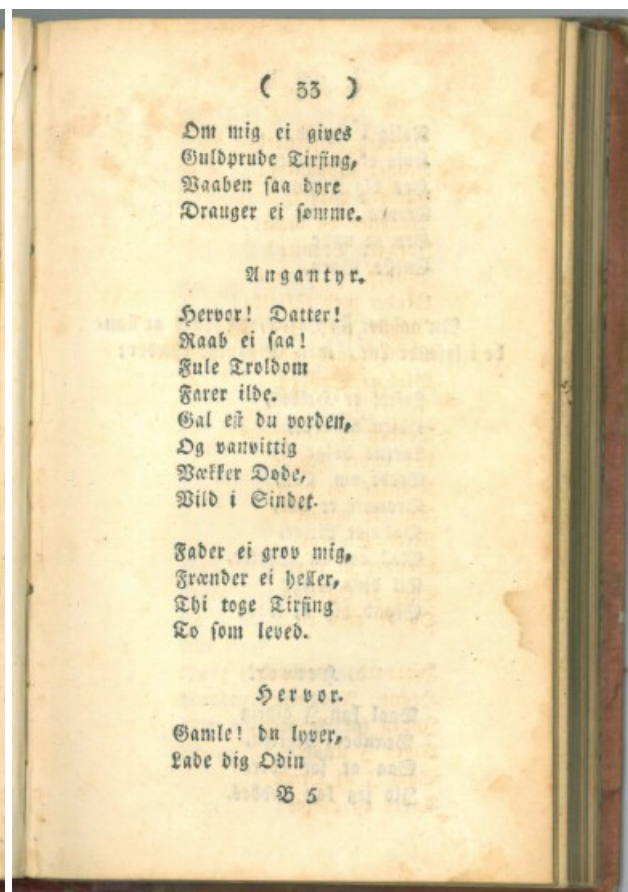 ( 33 )
Om mig ei gives
Guldprude Tirfing,
Vaaben saa dyre
Drauger ei sømme.
Angantyr.
Hervor! Datter!
Raab ei saa!
Fule Troldom
Farer ilde.
Gal est du vorden,
Og vanvittig
Vækker Døde,
Vild i Sindet.
Fader ei grov mig,
Frænder ei heller,
Thi toge Tirfing
To som leved.
Hervor.
Gamle! du lyver,
Lade dig Odin
B 5